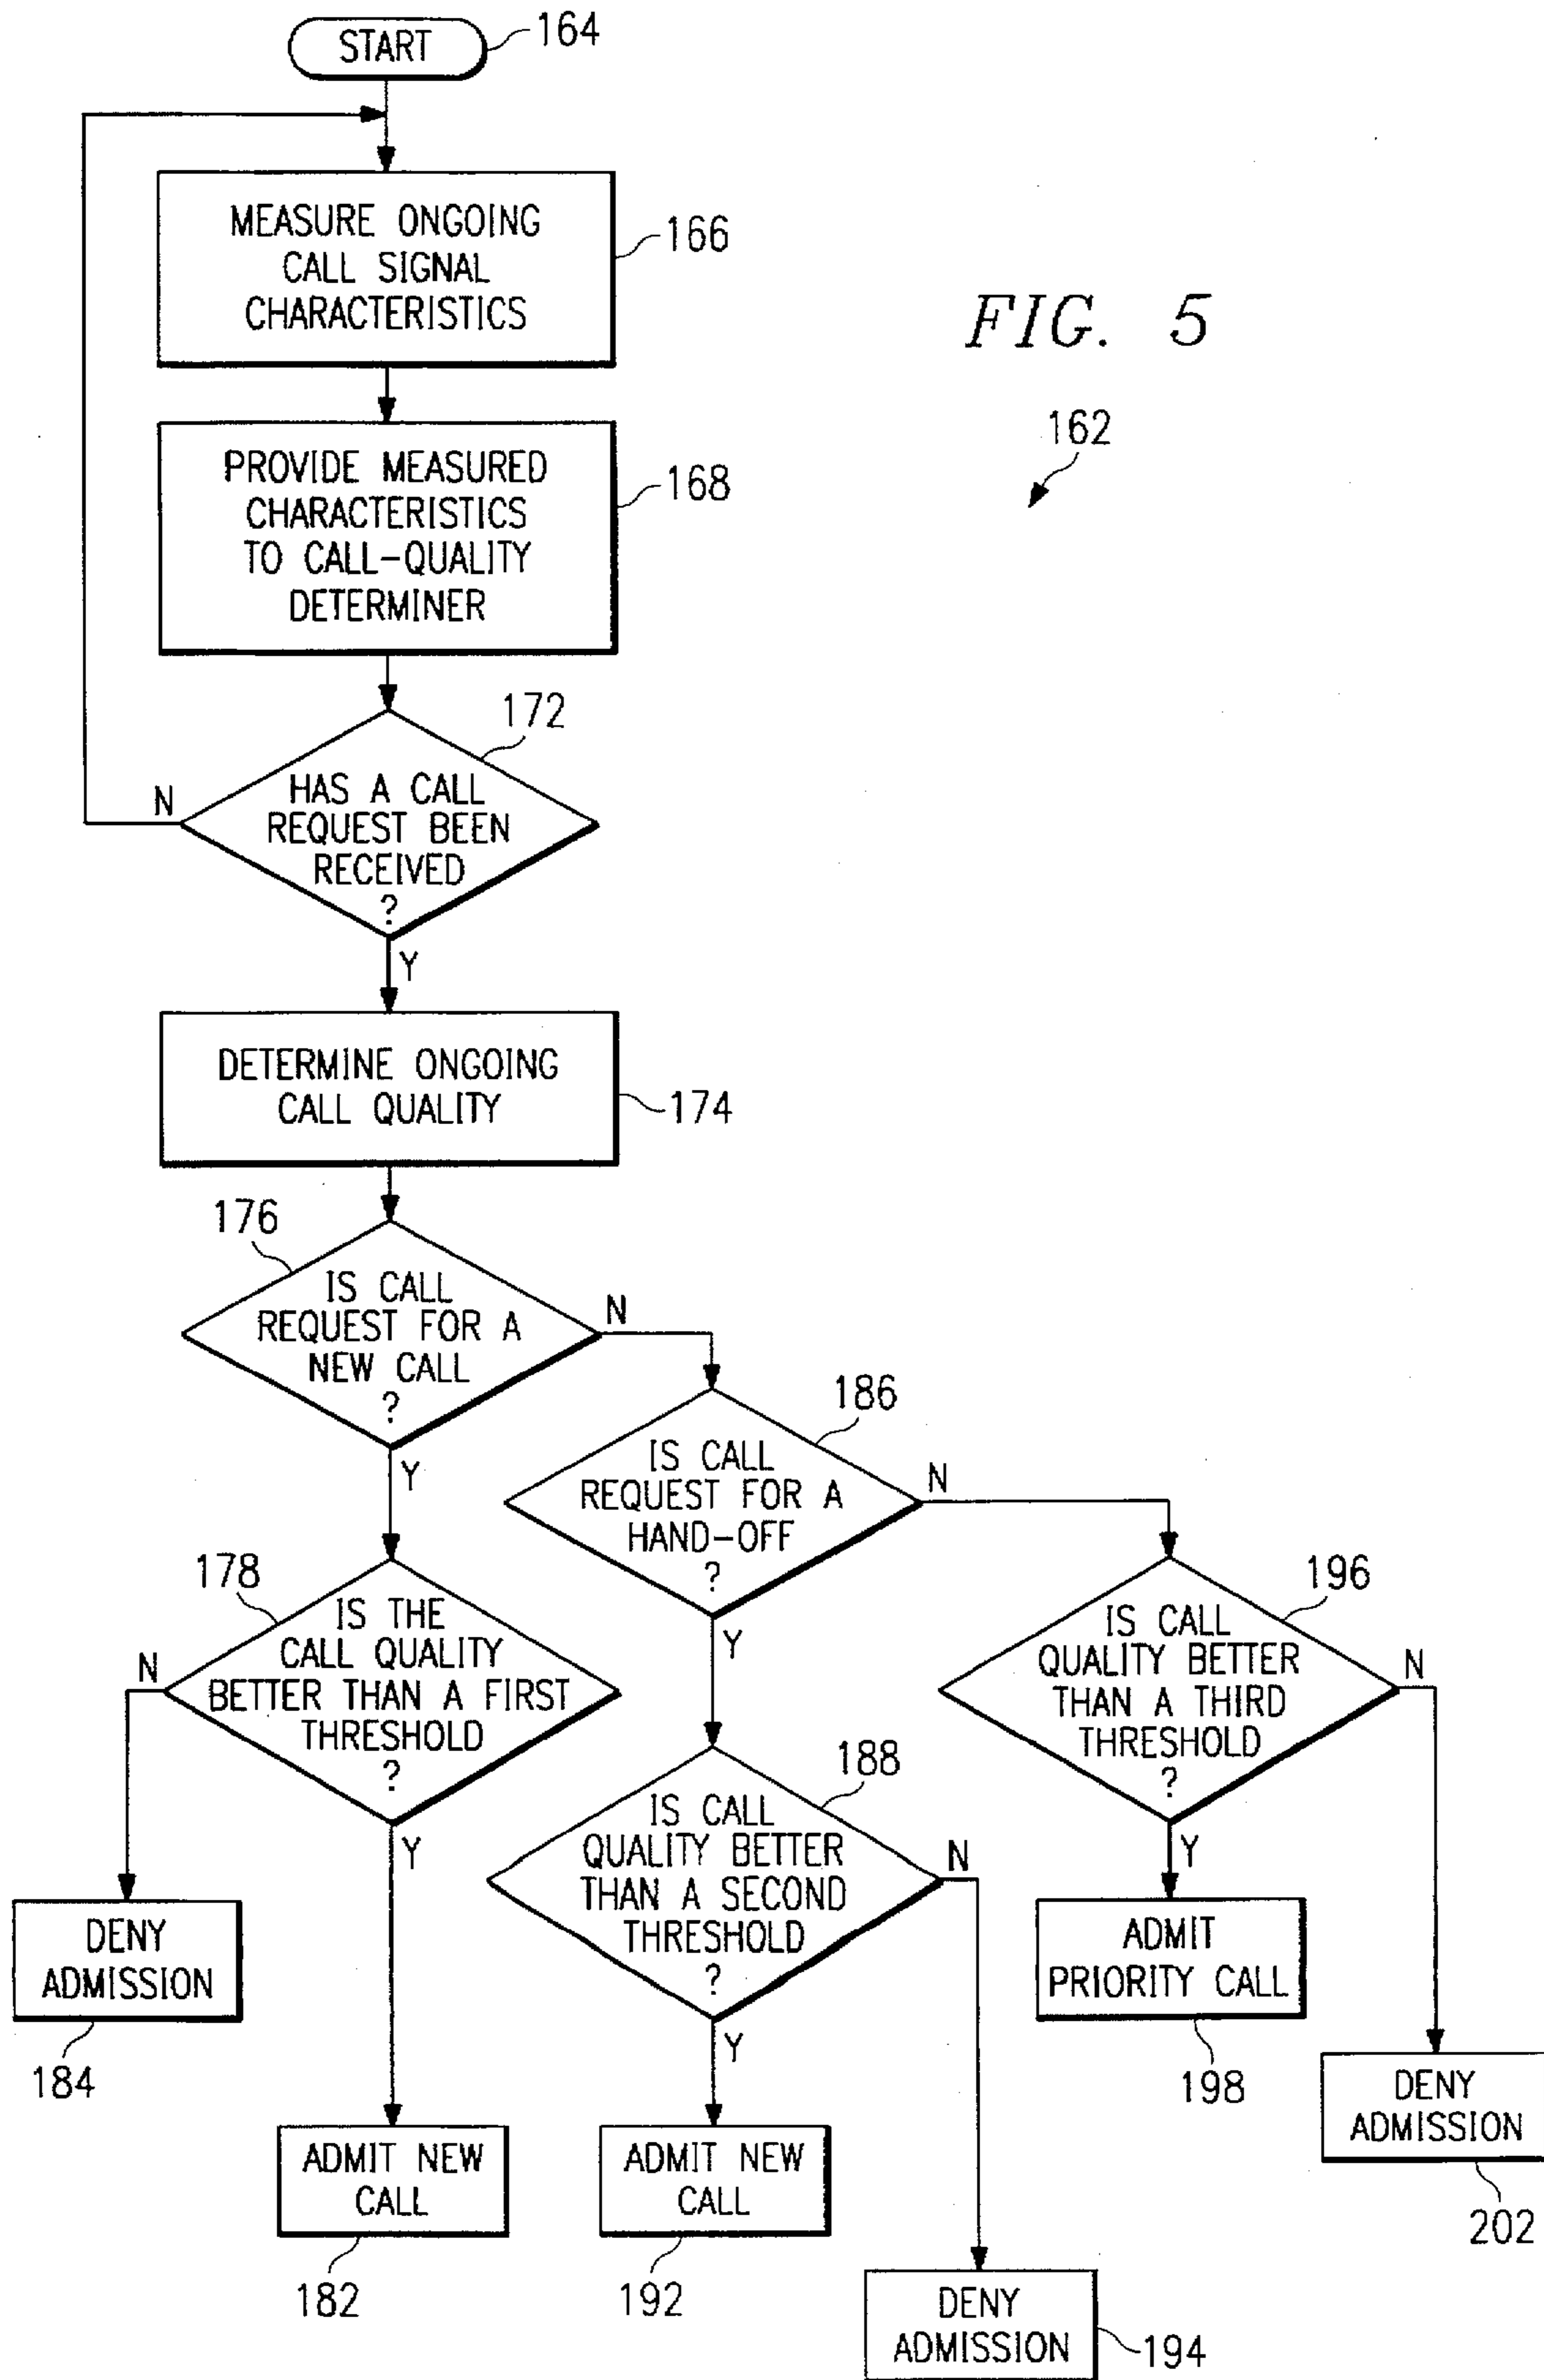 START
164
MEASURE ONGOING
CALL SIGNAL
CHARACTERISTICS
166
FIG. 5
162
PROVIDE MEASURED
CHARACTERISTICS
TO CALL-QUALITY
DETERMINER
168
172
HAS A CALL
REQUEST BEEN
RECEIVED
?
N
Y
DETERMINE ONGOING
CALL QUALITY
174
176
IS CALL
REQUEST FOR A
NEW CALL
?
N
Y
186
IS CALL
REQUEST FOR A
HAND-OFF
?
N
Y
178
IS THE
CALL QUALITY
BETTER THAN A FIRST
THRESHOLD
?
N
Y
196
IS CALL
QUALITY BETTER
THAN A THIRD
THRESHOLD
?
N
Y
188
IS CALL
QUALITY BETTER
THAN A SECOND
THRESHOLD
?
N
Y
DENY
ADMISSION
184
ADMIT
PRIORITY CALL
198
DENY
ADMISSION
202
ADMIT NEW
CALL
182
ADMIT NEW
CALL
192
DENY
ADMISSION
194